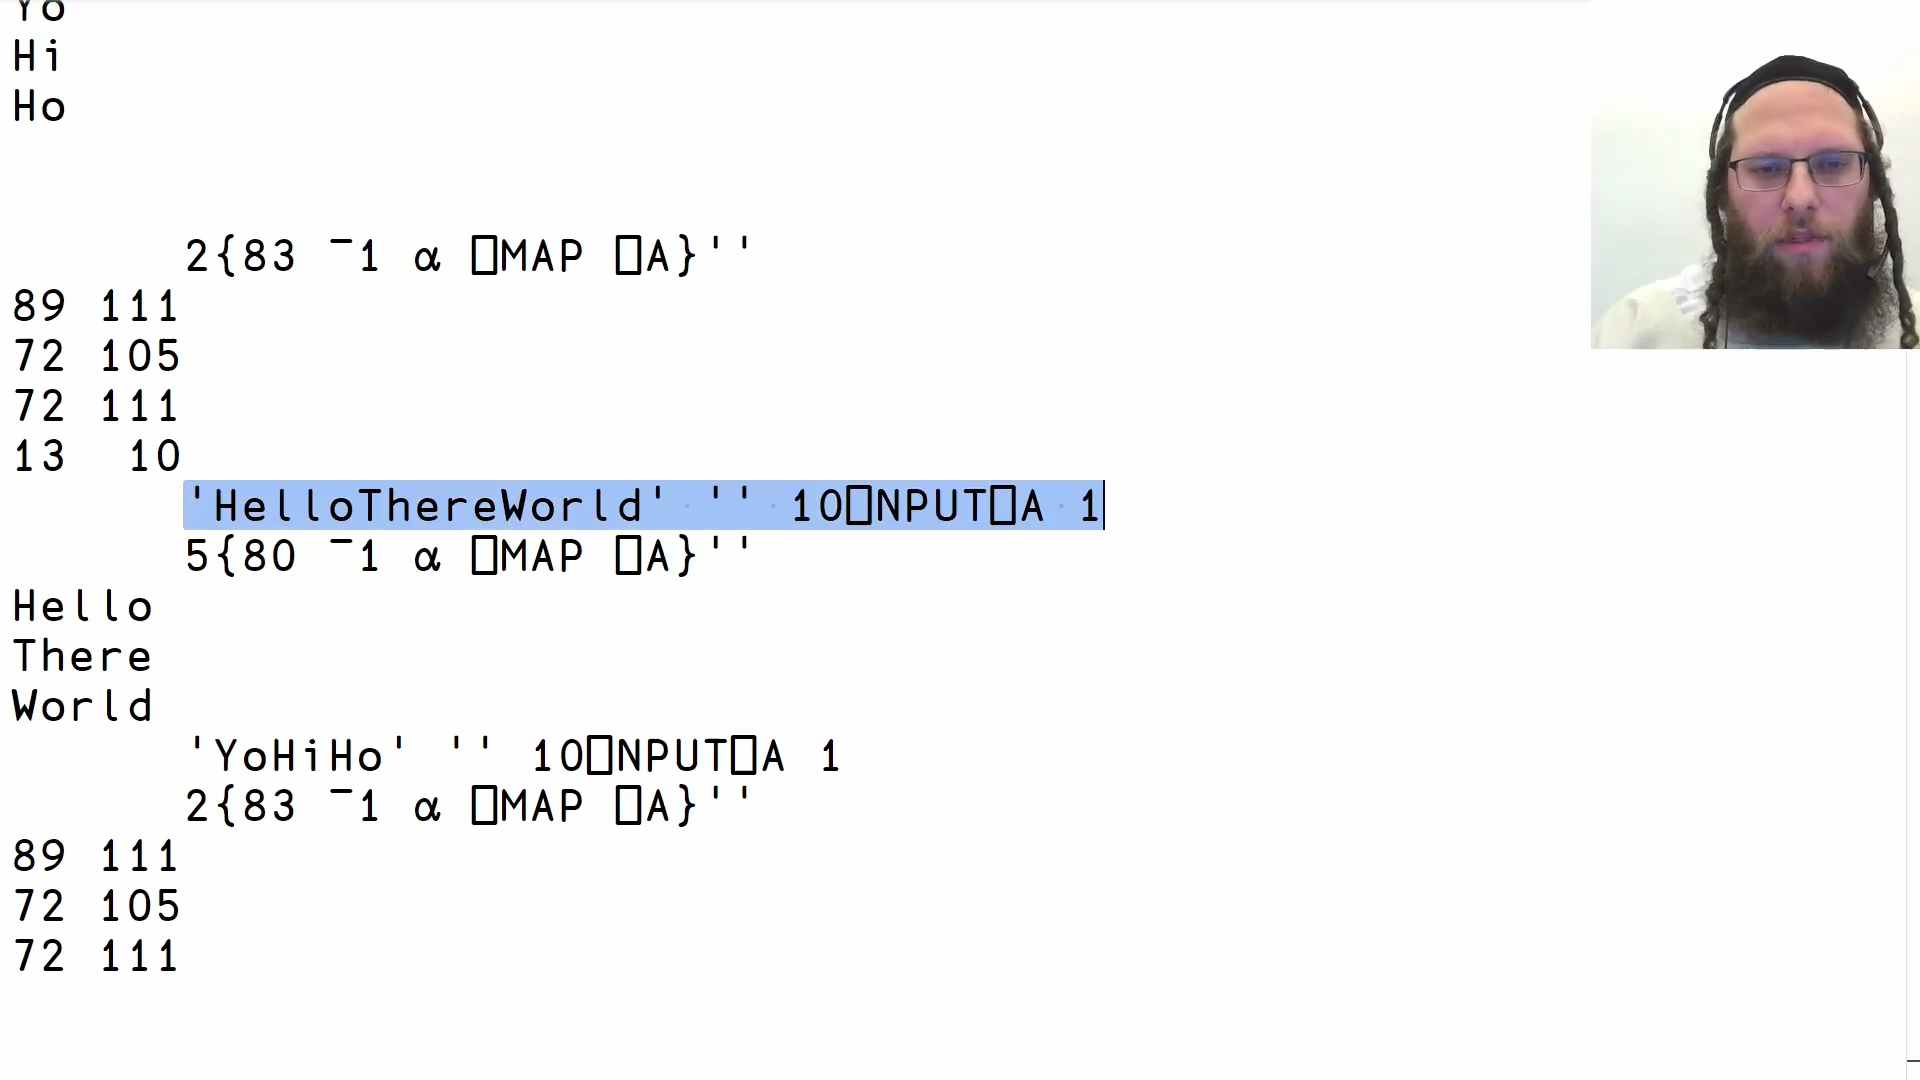 Yo
Hi
Ho
2{83 ¯1 ⍺ ⎕MAP ⎕A}''
89 111
72 105
72 111
13  10
'HelloThereWorld' '' 10⎕NPUT⎕A 1
5{80 ¯1 ⍺ ⎕MAP ⎕A}''
Hello
There
World
'YoHiHo' '' 10⎕NPUT⎕A 1
2{83 ¯1 ⍺ ⎕MAP ⎕A}''
89 111
72 105
72 111